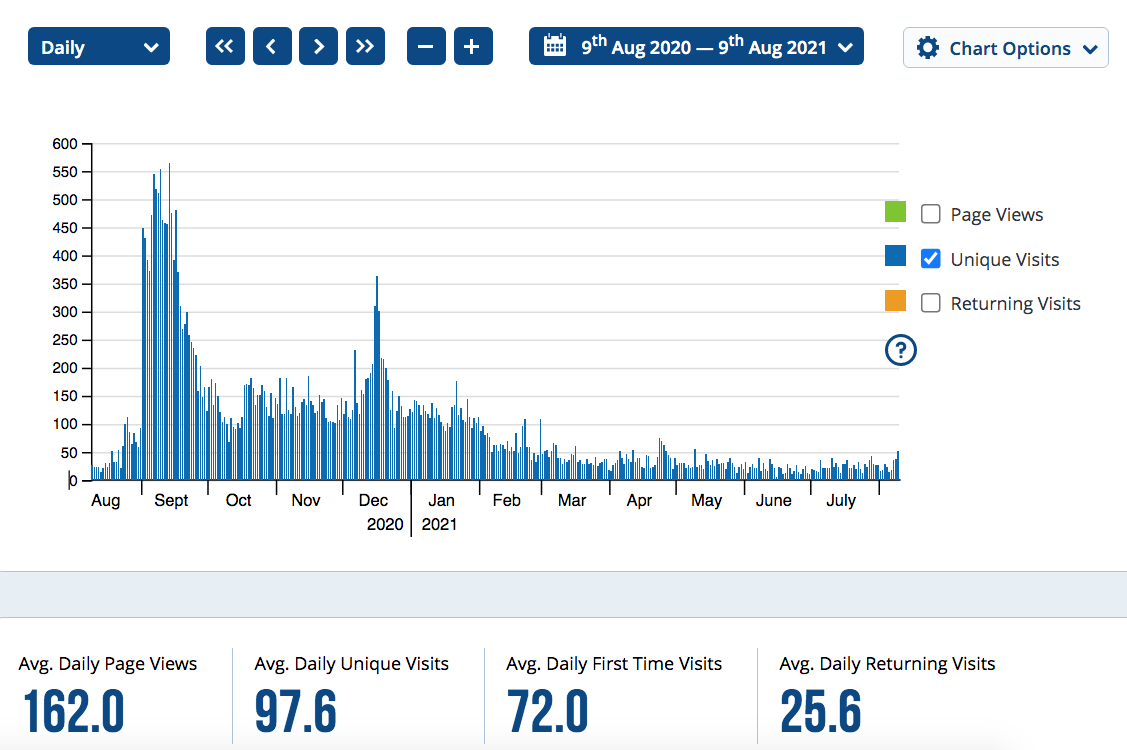 Daily
9th Aug 2020 — 9th Aug 2021
Chart Options
600
550
500
450
400
350
300
250
200
150
100
50
0
Page Views
Unique Visits
Returning Visits
?
Aug Sept Oct Nov Dec Jan Feb Mar Apr May June July
2020 2021
Avg. Daily Page Views Avg. Daily Unique Visits Avg. Daily First Time Visits Avg. Daily Returning Visits
162.0 97.6 72.0 25.6